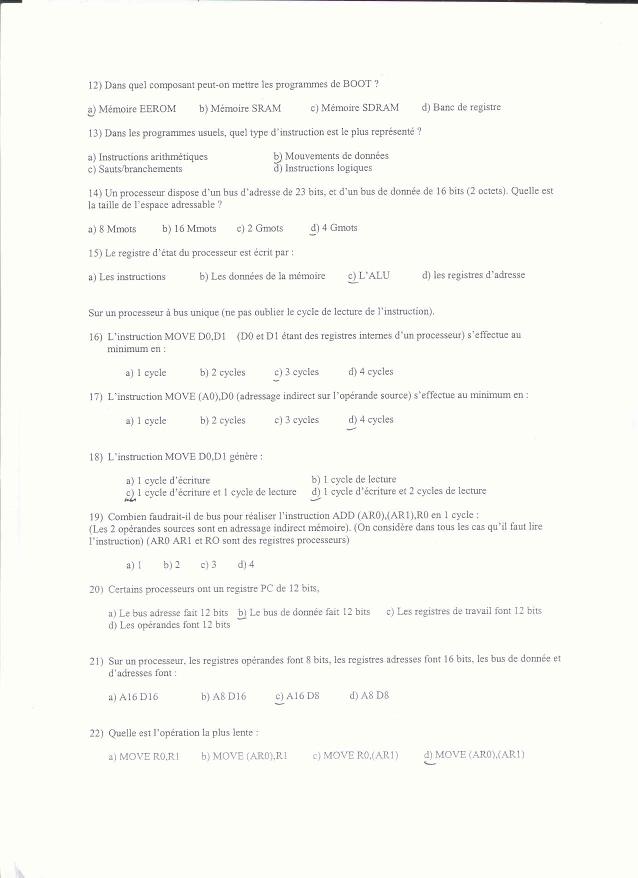 12) Dans quel composant peut-on mettre les programmes de BOOT ?
a) Mémoire EEROM b) Mémoire SRAM c) Mémoire SDRAM d) Banc de registre
13) Dans les programmes usuels, quel type d'instruction est le plus représenté ?
a) Instructions arithmétiques b) Mouvements de données
c) Sauts/branchements d) Instructions logiques
14) Un processeur dispose d'un bus d'adresse de 23 bits, et d'un bus de donnée de 16 bits (2 octets). Quelle est
la taille de l'espace adressable ?
a) 8 Mmots b) 16 Mmots c) 2 Gmots d) 4 Gmots
15) Le registre d'état du processeur est écrit par :
a) Les instructions b) Les données de la mémoire c) L'ALU d) les registres d'adresse
Sur un processeur à bus unique (ne pas oublier le cycle de lecture de l'instruction).
16) L'instruction MOVE D0,D1 (D0 et D1 étant des registres internes d'un processeur) s'effectue au
minimum en :
a) 1 cycle b) 2 cycles c) 3 cycles d) 4 cycles
17) L'instruction MOVE (A0),D0 (adressage indirect sur l'opérande source) s'effectue au minimum en :
a) 1 cycle b) 2 cycles c) 3 cycles d) 4 cycles
18) L'instruction MOVE D0,D1 génère :
a) 1 cycle d'écriture b) 1 cycle de lecture
c) 1 cycle d'écriture et 1 cycle de lecture d) 1 cycle d'écriture et 2 cycles de lecture
19) Combien faudrait-il de bus pour réaliser l'instruction ADD (AR0),(AR1),R0 en 1 cycle :
(Les 2 opérandes sources sont en adressage indirect mémoire). (On considère dans tous les cas qu'il faut lire
l'instruction) (AR0 AR1 et RO sont des registres processeurs)
a) 1 b) 2 c) 3 d) 4
20) Certains processeurs ont un registre PC de 12 bits,
a) Le bus adresse fait 12 bits b) Le bus de donnée fait 12 bits c) Les registres de travail font 12 bits
d) Les opérandes font 12 bits
21) Sur un processeur, les registres opérandes font 8 bits, les registres adresses font 16 bits, les bus de donnée et
d'adresses font :
a) A16 D16 b) A8 D16 c) A16 D8 d) A8 D8
22) Quelle est l'opération la plus lente :
a) MOVE R0,R1 b) MOVE (AR0),R1 c) MOVE R0,(AR1) d) MOVE (AR0),(AR1)